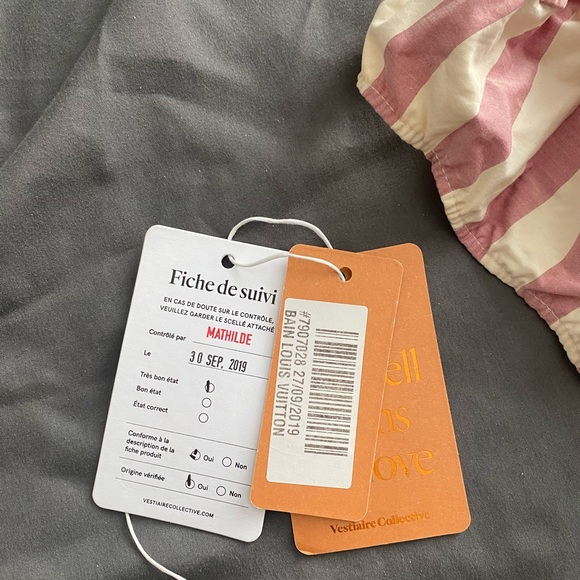 Fiche de suivi
EN CAS DE DOUTE SUR LE CONTRÔLE,
VEUILLEZ GARDER LE SCELLÉ ATTACHÉ
Contrôlé par MATHILDE
Le 30 SEP. 2019
Très bon état
Bon état
État correct
Conforme à la
description de la
fiche produit Oui Non
Origine vérifiée Oui Non
VESTIAIRECOLLECTIVE.COM
#7907028 27/09/2019
BAIN LOUIS VUITTON
ell
ns
ove
Vestiaire Collective